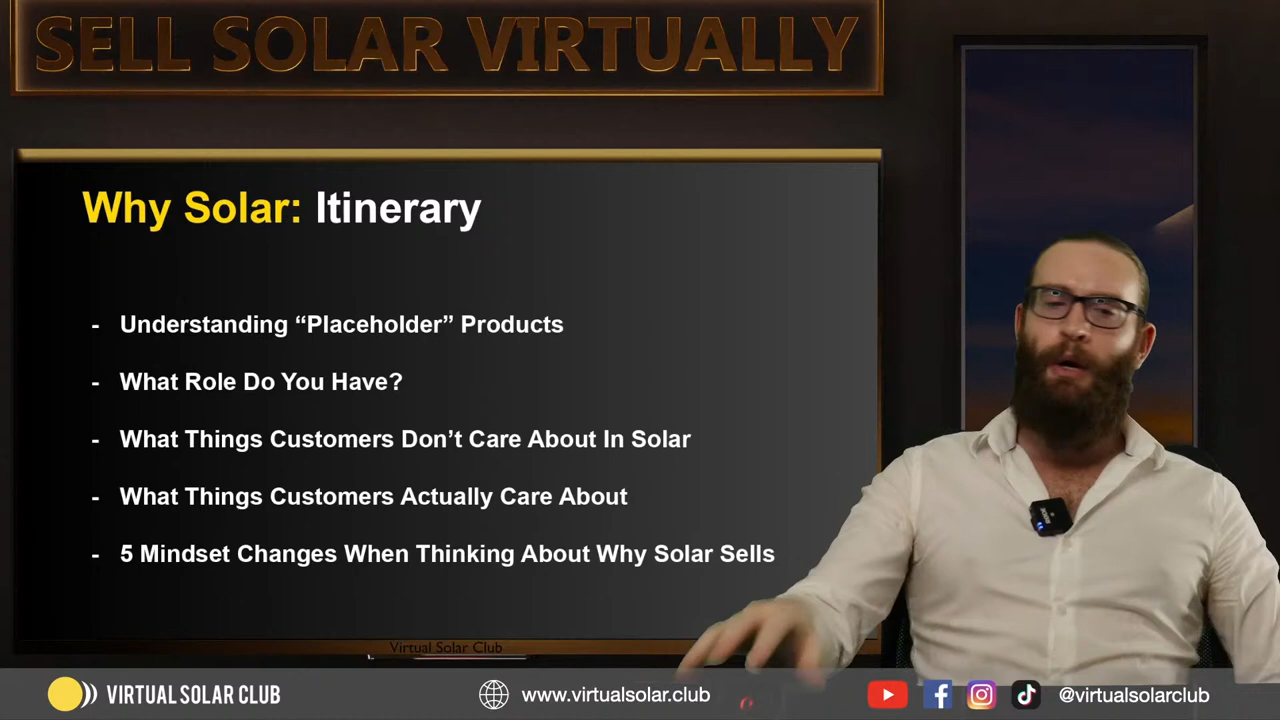 SELL SOLAR VIRTUALLY
Why Solar: Itinerary
- Understanding “Placeholder” Products
- What Role Do You Have?
- What Things Customers Don’t Care About In Solar
- What Things Customers Actually Care About
- 5 Mindset Changes When Thinking About Why Solar Sells
Virtual Solar Club
VIRTUAL SOLAR CLUB
www.virtualsolar.club
@virtualsolarclub